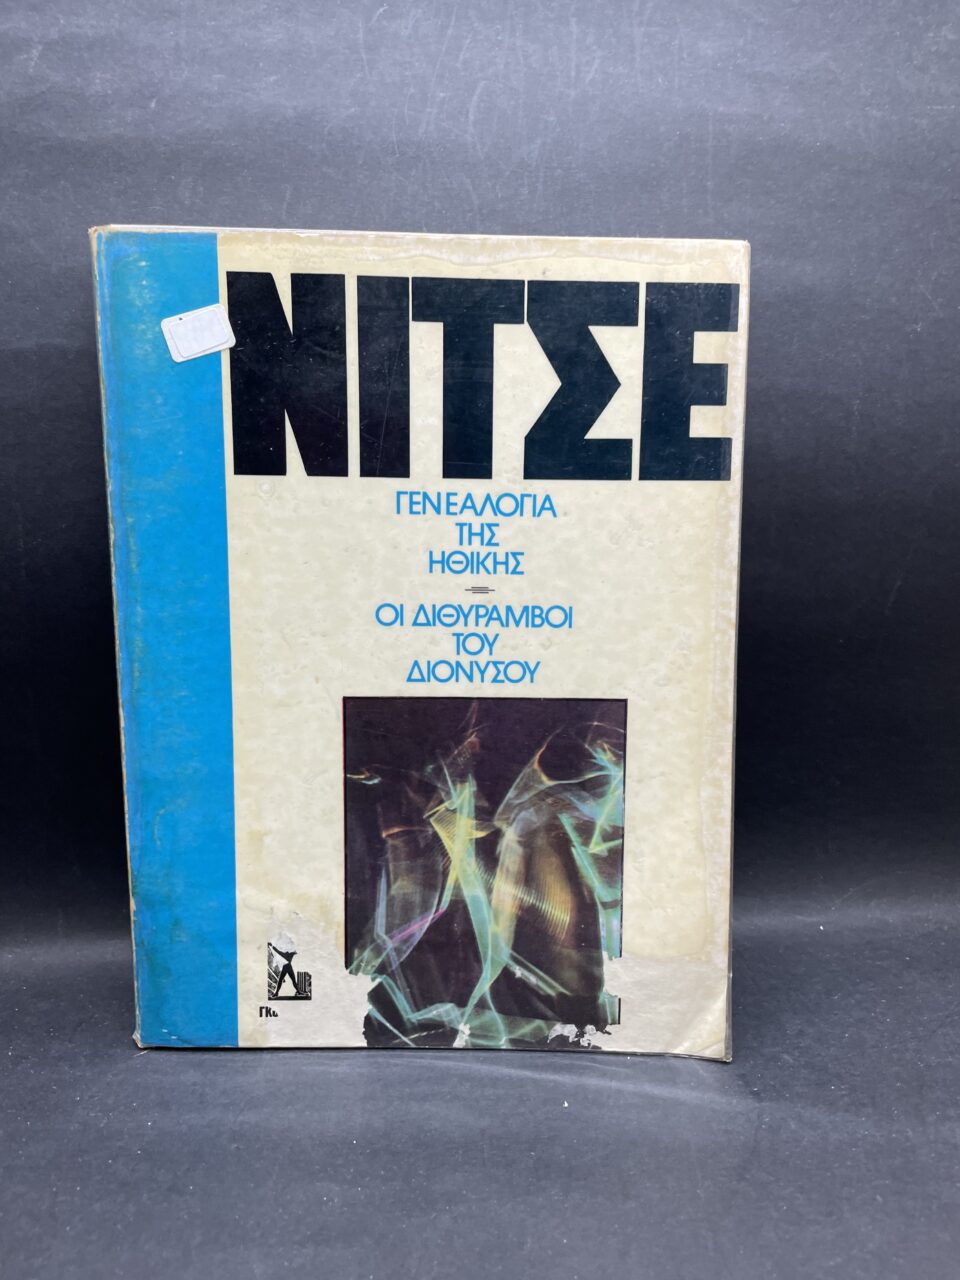 ΝΙΤΣΕ
ΓΕΝΕΑΛΟΓΙΑ
ΤΗΣ
ΗΘΙΚΗΣ
ΟΙ ΔΙΘΥΡΑΜΒΟΙ
ΤΟΥ
ΔΙΟΝΥΣΟΥ